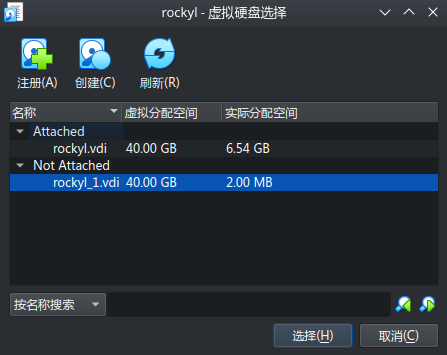 rockyl - 虚拟硬盘选择
注册(A) 创建(C) 刷新(R)
名称 虚拟分配空间 实际分配空间
Attached
rockyl.vdi 40.00 GB 6.54 GB
Not Attached
rockyl_1.vdi 40.00 GB 2.00 MB
按名称搜索
选择(H) 取消(C)